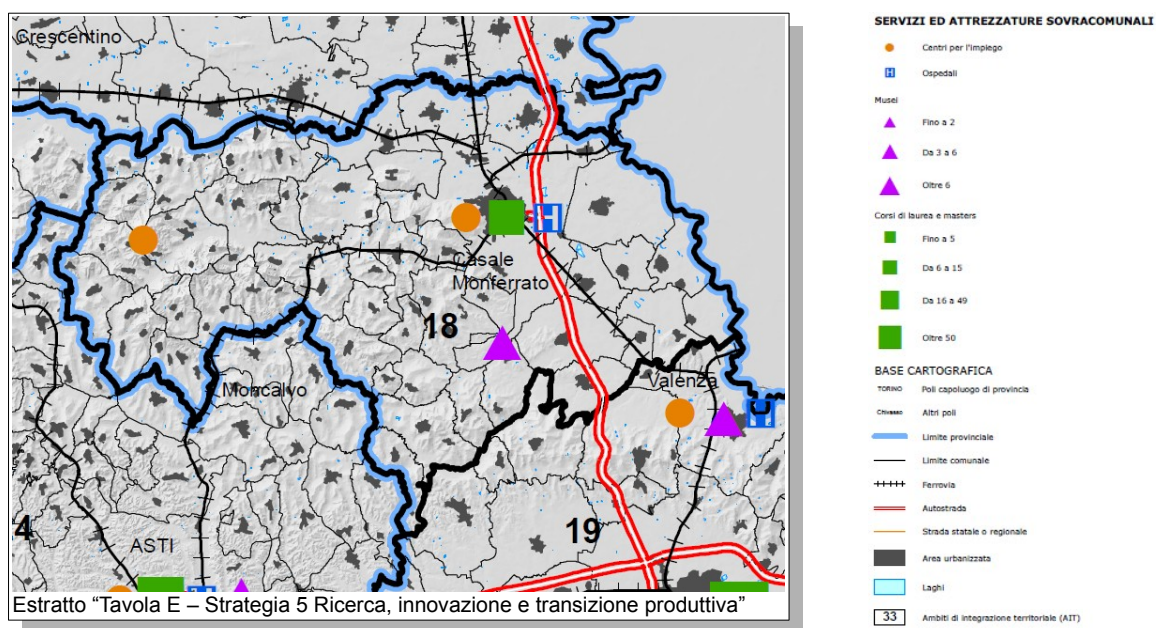 Crescentino
H
Casale
Monferrato
18
Moncalvo
Valenza
H
4
ASTI
19
Estratto “Tavola E – Strategia 5 Ricerca, innovazione e transizione produttiva”
SERVIZI ED ATTREZZATURE SOVRACOMUNALI
Centri per l'impiego
H Ospedali
Musei
Fino a 2
Da 3 a 6
Oltre 6
Corsi di laurea e masters
Fino a 5
Da 6 a 15
Da 16 a 49
Oltre 50
BASE CARTOGRAFICA
TORINO Poli capoluogo di provincia
Chivasso Altri poli
Limite provinciale
Limite comunale
Ferrovia
Autostrada
Strada statale o regionale
Area urbanizzata
Laghi
33 Ambiti di integrazione territoriale (AIT)